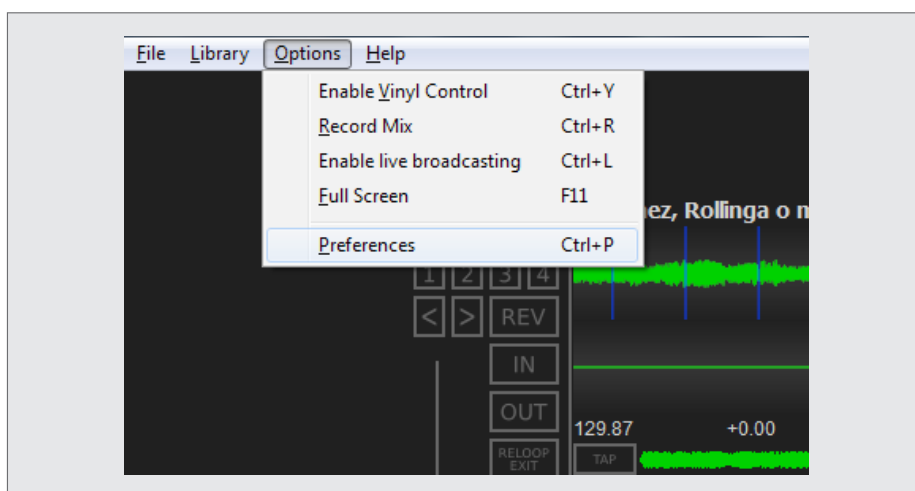 File Library Options Help
Enable Vinyl Control Ctrl+Y
Record Mix Ctrl+R
Enable live broadcasting Ctrl+L
Full Screen F11
ez, Rollinga o
Preferences Ctrl+P
1 2 3 4
< > REV
IN
OUT
129.87 +0.00
RELOOP TAP
EXIT